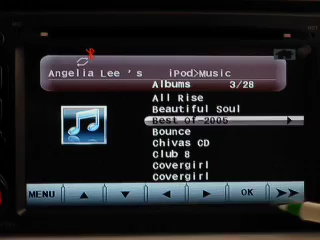 Angelia Lee 's iPod>Music
Albums 3/28
All Rise
Beautiful Soul
Best Of-2005
Bounce
Chivas CD
Club 8
Covergirl
Covergirl
MENU ▲ ▼ ◀ ▶ OK >>